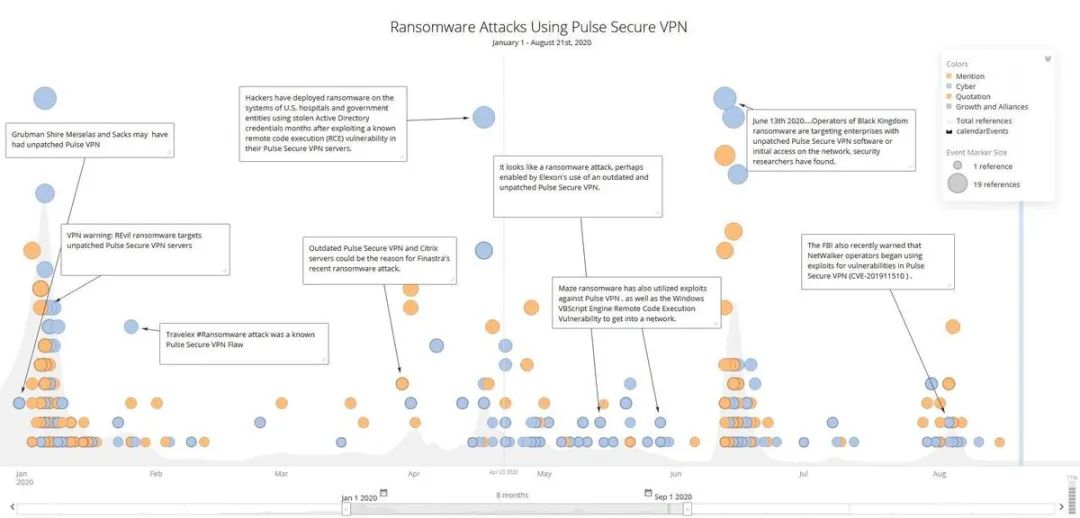 Ransomware Attacks Using Pulse Secure VPN
January 1 - August 21st, 2020
Colors
Mention
Cyber
Quotation
Growth and Alliances
Total references
calendarEvents
Event Marker Size
1 reference
19 references
Grubman Shire Meiselas and Sacks may have
had unpatched Pulse VPN
Hackers have deployed ransomware on the
systems of U.S. hospitals and government
entities using stolen Active Directory
credentials months after exploiting a known
remote code execution (RCE) vulnerability in
their Pulse Secure VPN servers.
June 13th 2020....Operators of Black Kingdom
ransomware are targeting enterprises with
unpatched Pulse Secure VPN software or
initial access on the network, security
researchers have found.
It looks like a ransomware attack, perhaps
enabled by Elexon's use of an outdated and
unpatched Pulse Secure VPN.
VPN warning: REvil ransomware targets
unpatched Pulse Secure VPN servers
Outdated Pulse Secure VPN and Citrix
servers could be the reason for Finastra's
recent ransomware attack.
The FBI also recently warned that
NetWalker operators began using
exploits for vulnerabilities in Pulse
Secure VPN (CVE-201911510 ) .
Maze ransomware has also utilized exploits
against Pulse VPN , as well as the Windows
VBScript Engine Remote Code Execution
Vulnerability to get into a network.
Travelex #Ransomware attack was a known
Pulse Secure VPN Flaw
Jan
2020
Feb
Mar
Apr
Apr 23 2020
May
Jun
Jul
Aug
Jan 1 2020
8 months
Sep 1 2020